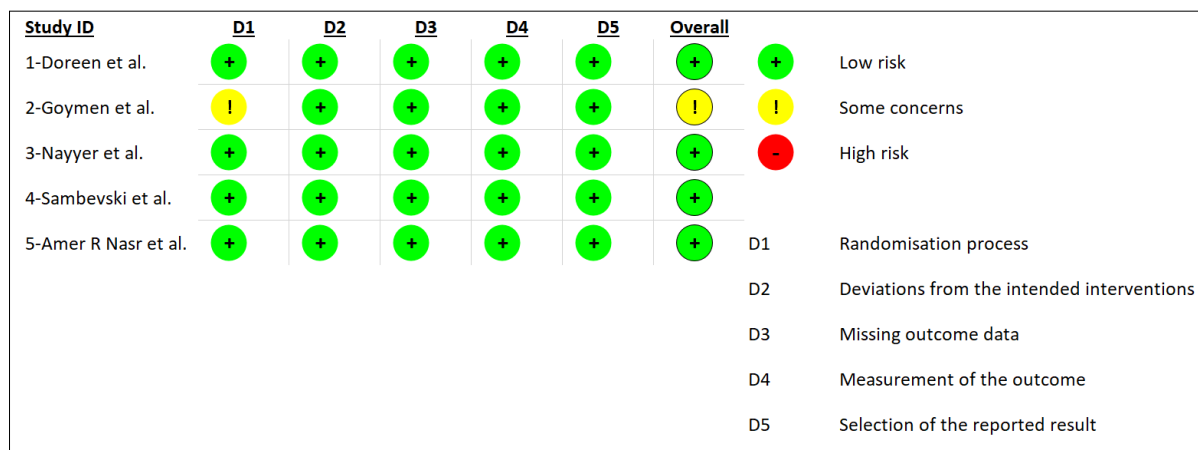 Study ID D1 D2 D3 D4 D5 Overall
1-Doreen et al. + + + + + + + Low risk
2-Goymen et al. ! + + + + ! ! Some concerns
3-Nayyer et al. + + + + + + - High risk
4-Sambevski et al. + + + + + +
5-Amer R Nasr et al. + + + + + + D1 Randomisation process
D2 Deviations from the intended interventions
D3 Missing outcome data
D4 Measurement of the outcome
D5 Selection of the reported result